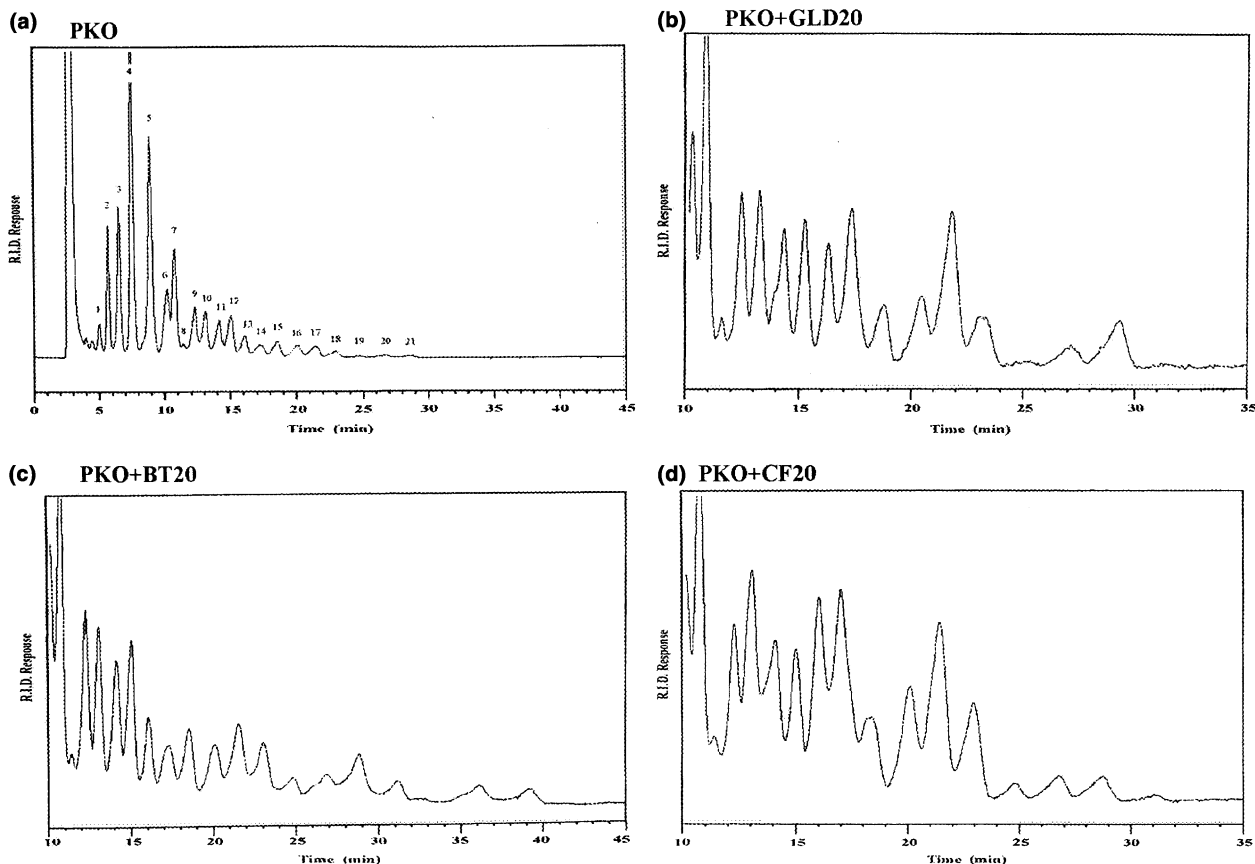 (a) PKO
R.I.D. Response
1 2 3 4 5 6 7 8 9 10 11 12 13 14 15 16 17 18 19 20 21
0 5 10 15 20 25 30 35 40 45
Time (min)
(b) PKO+GLD20
R.I.D. Response
10 15 20 25 30 35
Time (min)
(c) PKO+BT20
R.I.D. Response
10 15 20 25 30 35 40 45
Time (min)
(d) PKO+CF20
R.I.D. Response
10 15 20 25 30 35
Time (min)